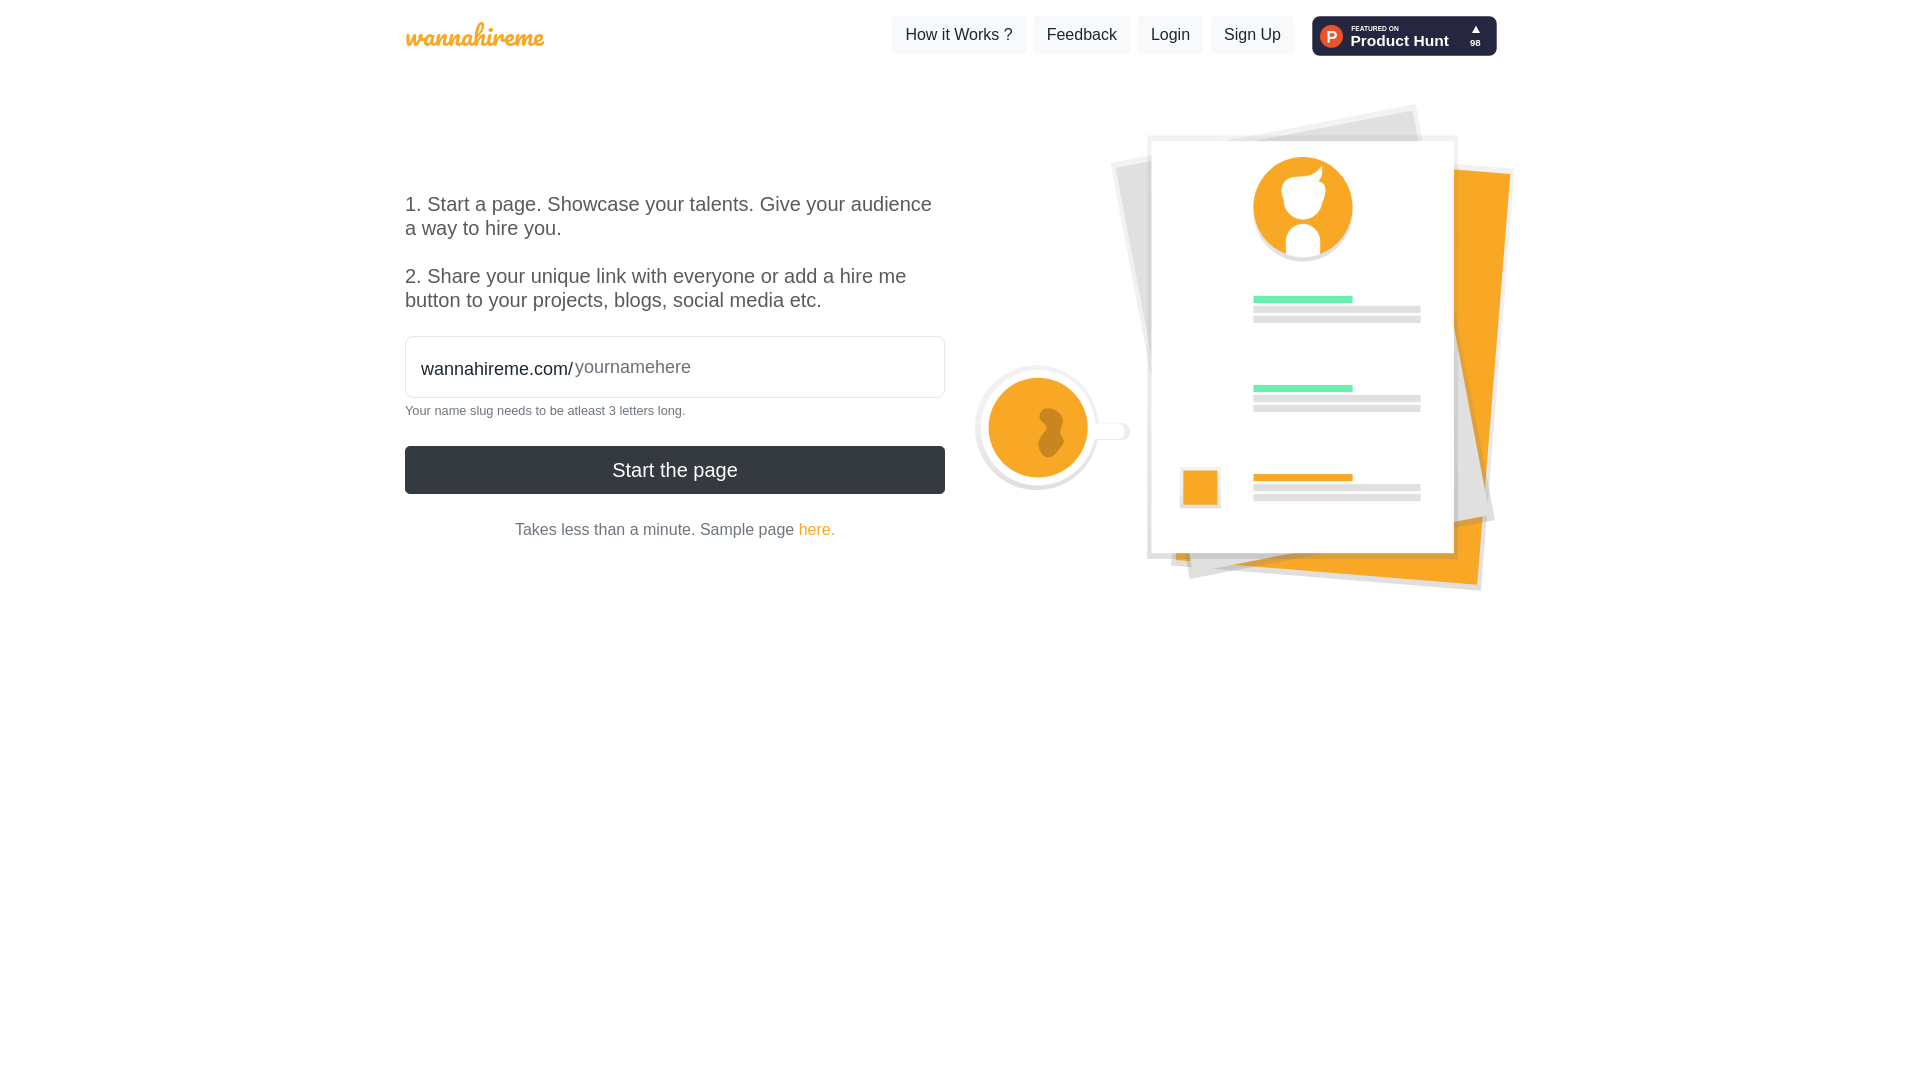 wannahireme
How it Works ?
Feedback
Login
Sign Up
FEATURED ON
Product Hunt
98
1. Start a page. Showcase your talents. Give your audience
a way to hire you.
2. Share your unique link with everyone or add a hire me
button to your projects, blogs, social media etc.
wannahireme.com/yournamehere
Your name slug needs to be atleast 3 letters long.
Start the page
Takes less than a minute. Sample page here.